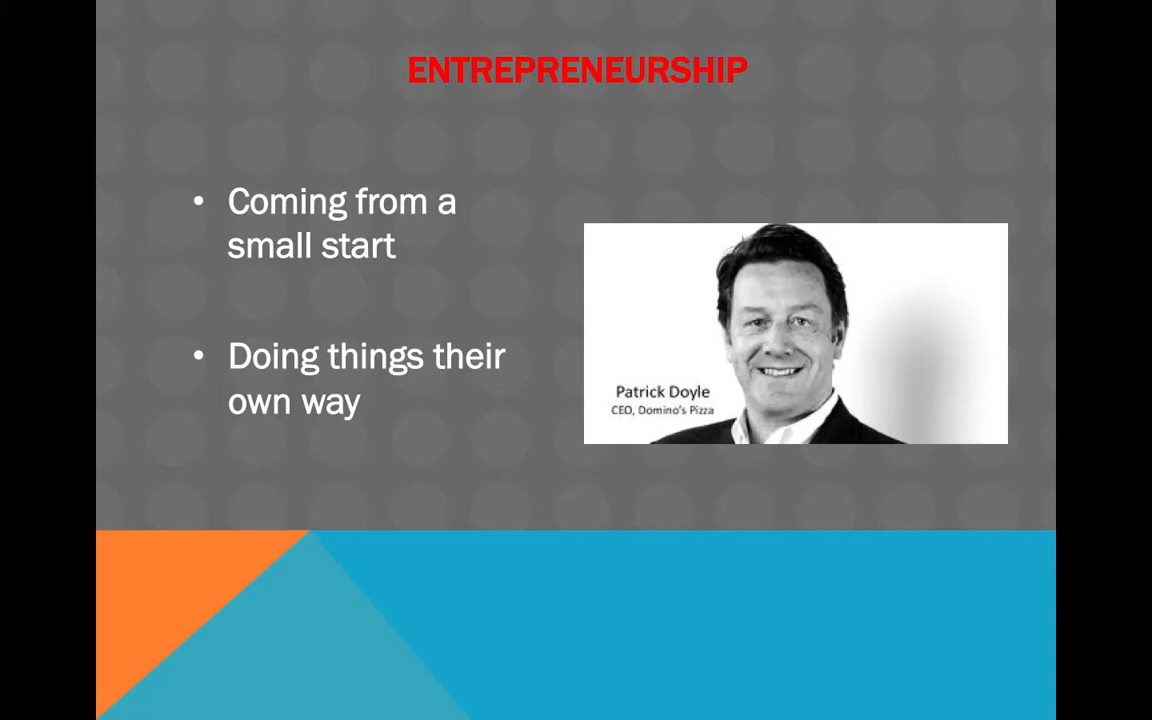 ENTREPRENEURSHIP
• Coming from a
small start
• Doing things their
own way
Patrick Doyle
CEO, Domino's Pizza